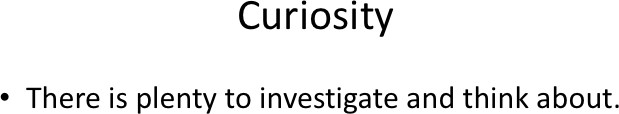 Curiosity
• There is plenty to investigate and think about.